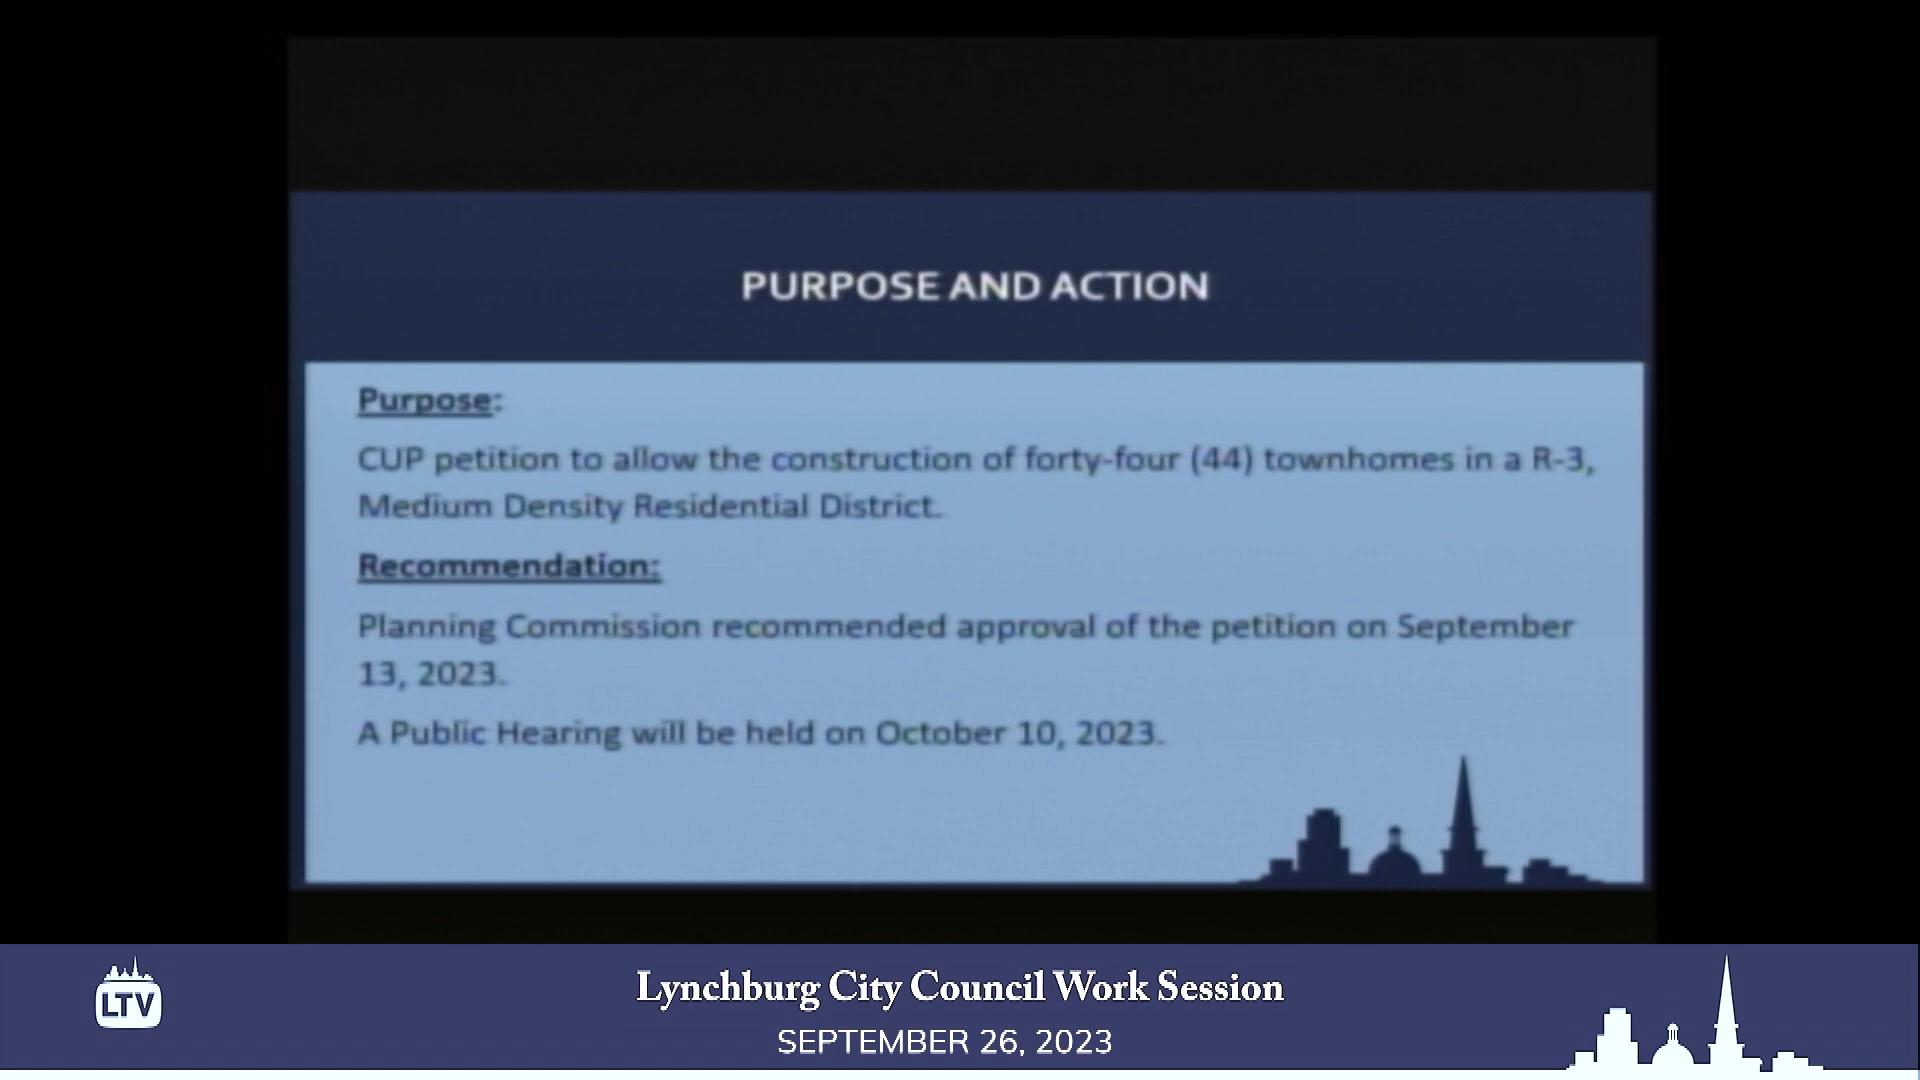 PURPOSE AND ACTION
Purpose:
CUP petition to allow the construction of forty-four (44) townhomes in a R-3,
Medium Density Residential District.
Recommendation:
Planning Commission recommended approval of the petition on September
13, 2023.
A Public Hearing will be held on October 10, 2023.
LTV
Lynchburg City Council Work Session
SEPTEMBER 26, 2023